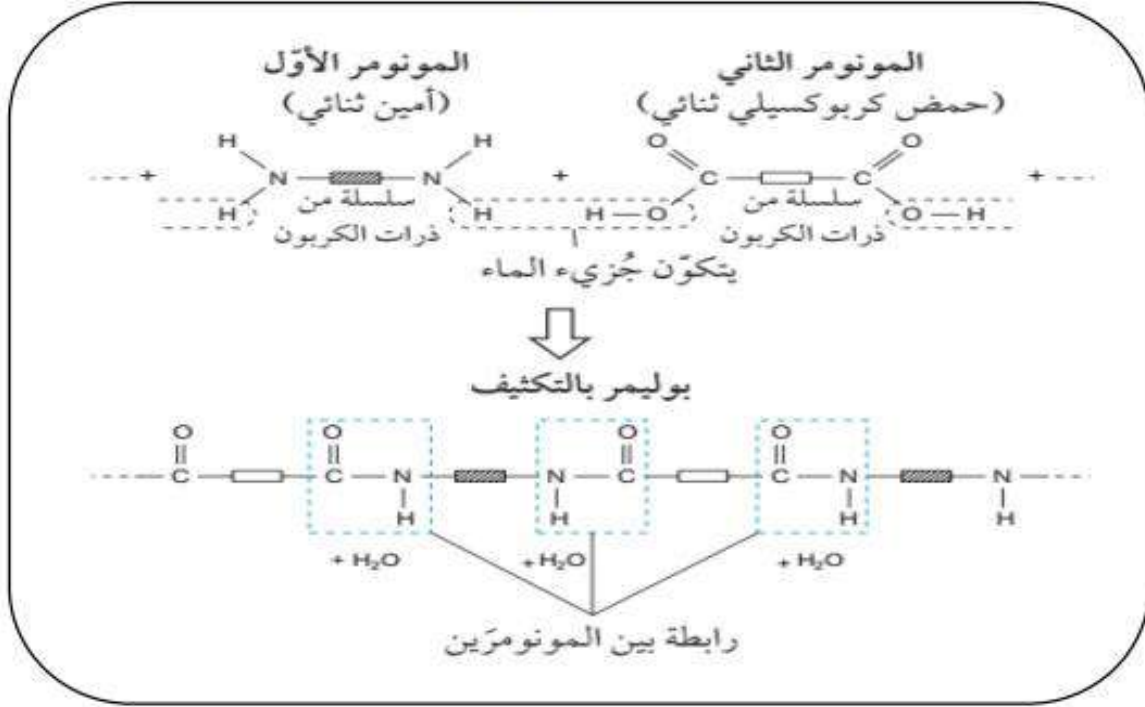 المونومر الأوّل
(أمين ثنائي)
المونومر الثاني
(حمض كربوكسيلي ثنائي)
H H O O
+ N N + C C +
H H H O O H
سلسلة من
ذرات الكربون
سلسلة من
ذرات الكربون
يتكوّن جُزيء الماء
بوليمر بالتكثيف
O O O O
C C N N C C N N
H H H H
+ H₂O + H₂O + H₂O
رابطة بين المونومرَين